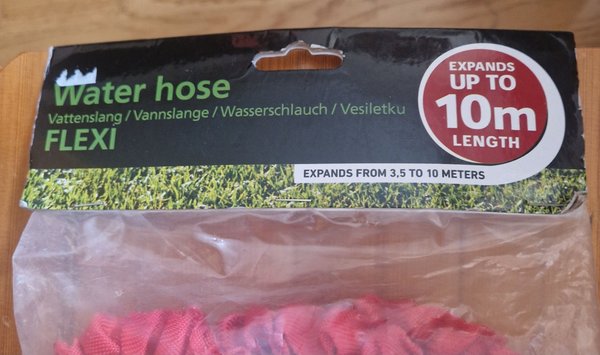 Water hose
Vattenslang / Vannslange / Wasserschlauch / Vesiletku
FLEXI
EXPANDS
UP TO
10m
LENGTH
EXPANDS FROM 3,5 TO 10 METERS